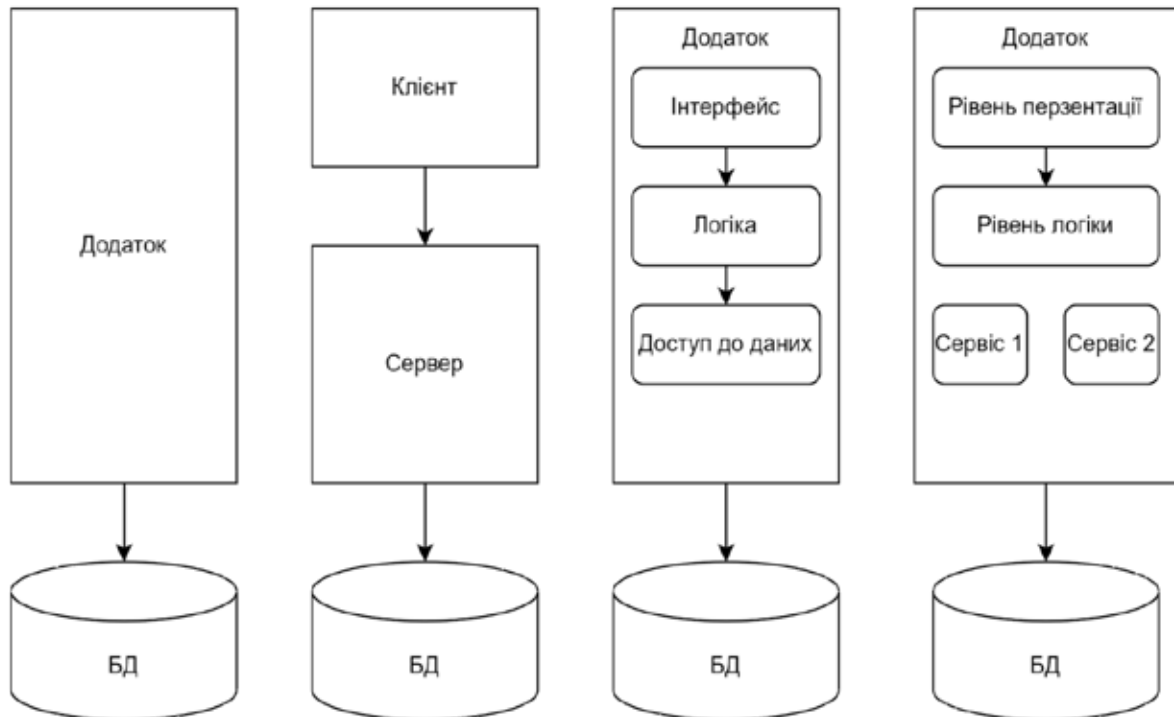 Додаток
БД
Клієнт
Сервер
БД
Додаток
Інтерфейс
Логіка
Доступ до даних
БД
Додаток
Рівень перзентації
Рівень логіки
Сервіс 1
Сервіс 2
БД